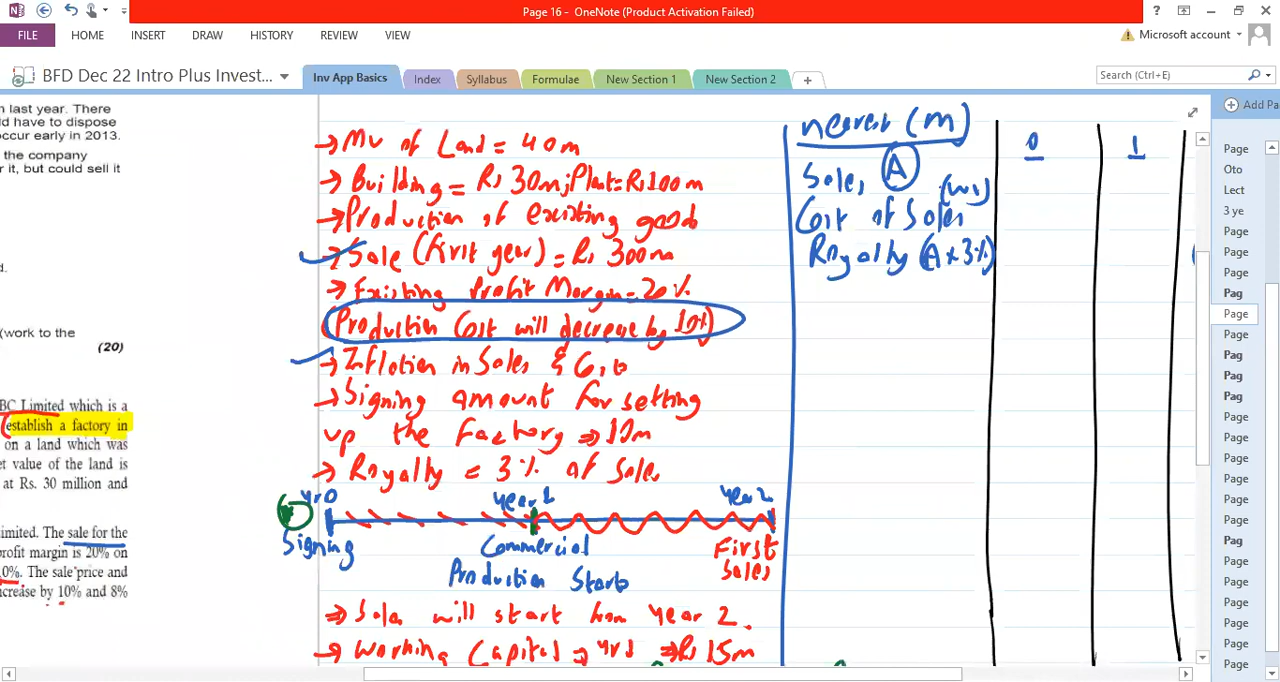 Page 16 - OneNote (Product Activation Failed)
FILE HOME INSERT DRAW HISTORY REVIEW VIEW Microsoft account
BFD Dec 22 Intro Plus Invest... Inv App Basics Index Syllabus Formulae New Section 1 New Section 2 Search (Ctrl+E)
Add Pa
n last year. There
ld have to dispose
occur early in 2013.
the company
r it, but could sell it
d.
(work to the
(20)
BC Limited which is a
establish a factory in
on a land which was
et value of the land is
at Rs. 30 million and
imited. The sale for the
rofit margin is 20% on
0%. The sale price and
crease by 10% and 8%
→ Mv of Land = 40m
→ Building = Rs 30m; Plant = Rs 100m
→ Production of existing good
→ Sale (First year) = Rs 300m
→ Existing Profit Margin = 20%
Production Cost will decrease by 10%
→ Inflation in Sales &
→ Signing amount for setting
up the Factory ⇒ 10m
→ Royalty = 3% of Sales
yr0 year 1 year 2
Signing Commercial First
Production Starts Sales
⇒ Sales will start from year 2.
→ Working Capital ⇒ yr1 ⇒ Rs 15m
nearest (m) 0 1
Sales A
Cost of Sales (W1)
Royalty (A x 3%)
Page
Oto
Lect
3 ye
Page
Page
Page
Pag
Page
Page
Pag
Pag
Pag
Page
Page
Page
Page
Page
Page
Pag
Page
Page
Page
Page
Page
Page